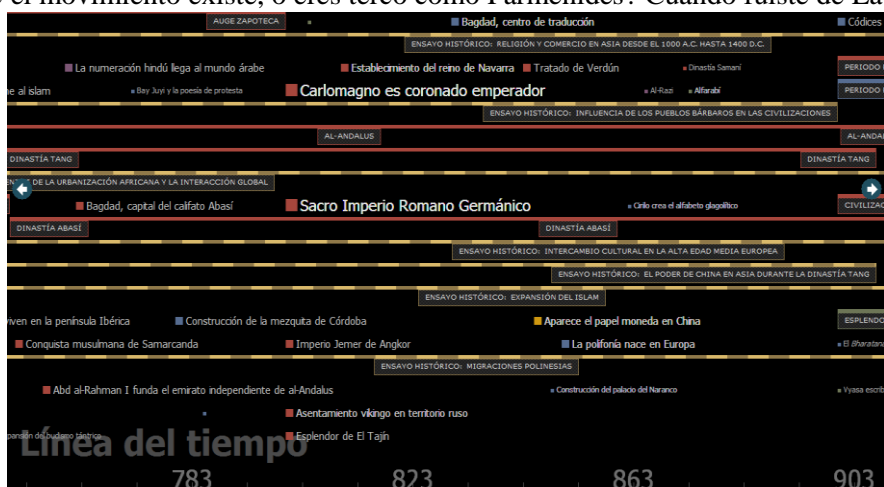 el movimiento existe, o eres terco como Parménides? Cuando fuiste de La
AUGE ZAPOTECA
Bagdad, centro de traducción
Códices
ENSAYO HISTÓRICO: RELIGIÓN Y COMERCIO EN ASIA DESDE EL 1000 A.C. HASTA 1400 D.C.
La numeración hindú llega al mundo árabe
Establecimiento del reino de Navarra
Tratado de Verdún
Dinastía Samaní
PERIODO
al islam
Bay Juyi y la poesía de protesta
Carlomagno es coronado emperador
Al-Razi
Alfarabí
PERIODO
ENSAYO HISTÓRICO: INFLUENCIA DE LOS PUEBLOS BÁRBAROS EN LAS CIVILIZACIONES
AL-ANDALUS
AL-ANDA
DINASTÍA TANG
DINASTÍA TANG
DE LA URBANIZACIÓN AFRICANA Y LA INTERACCIÓN GLOBAL
Bagdad, capital del califato Abasí
Sacro Imperio Romano Germánico
Cirilo crea el alfabeto glagolítico
CIVILIZAC
DINASTÍA ABASÍ
DINASTÍA ABASÍ
ENSAYO HISTÓRICO: INTERCAMBIO CULTURAL EN LA ALTA EDAD MEDIA EUROPEA
ENSAYO HISTÓRICO: EL PODER DE CHINA EN ASIA DURANTE LA DINASTÍA TANG
ENSAYO HISTÓRICO: EXPANSIÓN DEL ISLAM
viven en la península Ibérica
Construcción de la mezquita de Córdoba
Aparece el papel moneda en China
ESPLENDO
Conquista musulmana de Samarcanda
Imperio Jemer de Angkor
La polifonía nace en Europa
El Bharatana
ENSAYO HISTÓRICO: MIGRACIONES POLINESIAS
Abd al-Rahman I funda el emirato independiente de al-Andalus
Construcción del palacio del Naranco
Vyasa escrib
Asentamiento vikingo en territorio ruso
pansión del budismo tántrico
Esplendor de El Tajín
Línea del tiempo
783 823 863 903